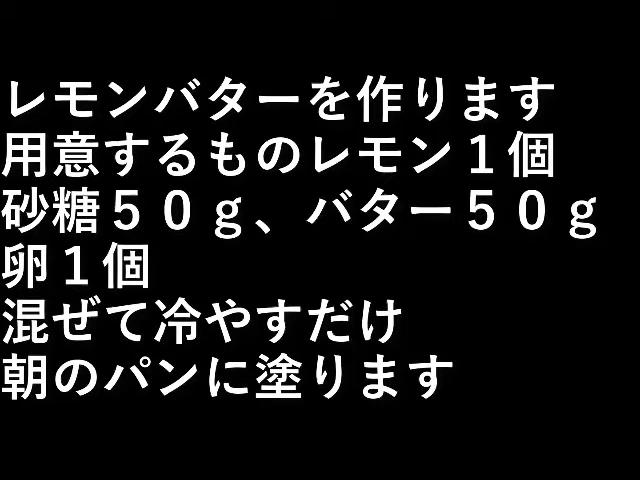 レモンバターを作ります
用意するものレモン１個
砂糖５０ｇ、バター５０ｇ
卵１個
混ぜて冷やすだけ
朝のパンに塗ります